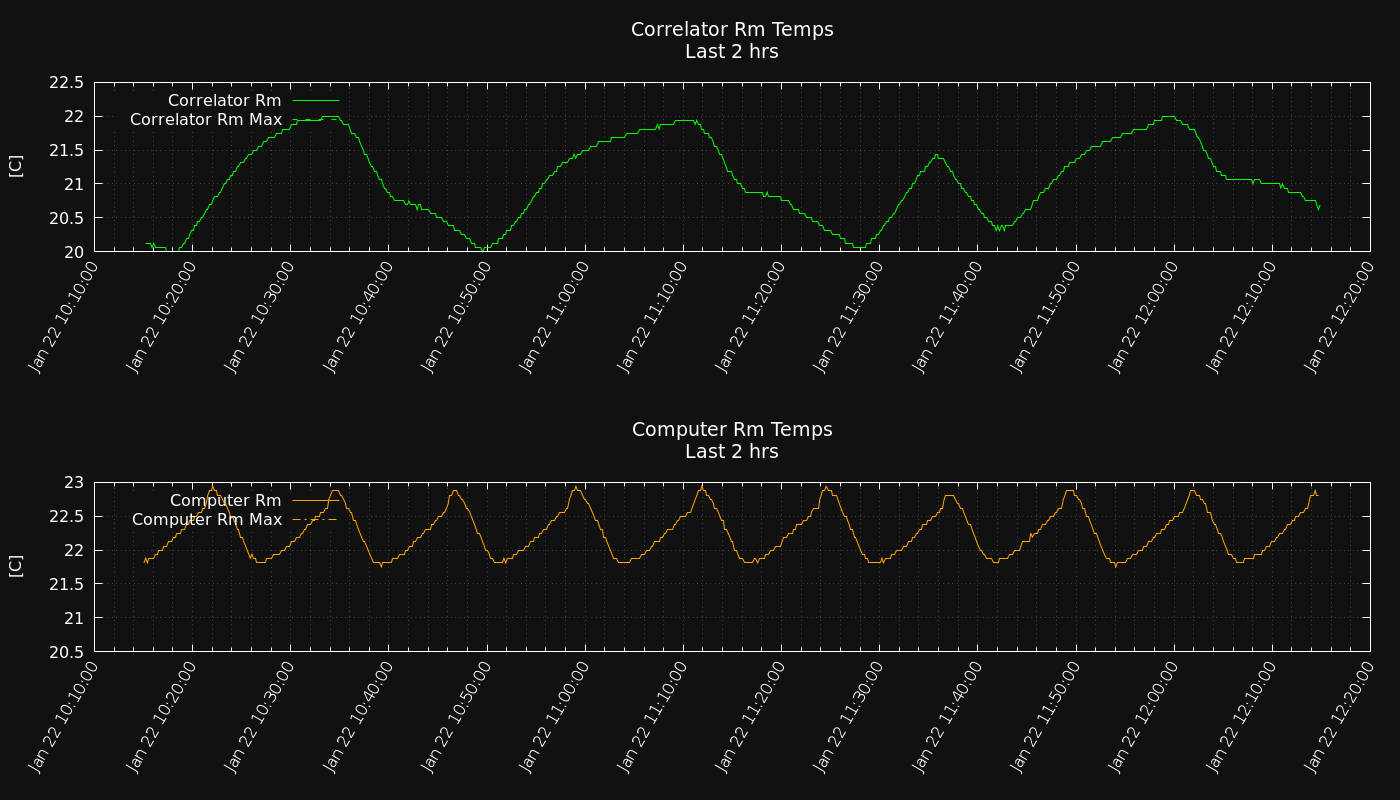 Correlator Rm Temps
Last 2 hrs
22.5
22
21.5
21
20.5
20
[C]
Correlator Rm
Correlator Rm Max
Jan 22 10:10:00
Jan 22 10:20:00
Jan 22 10:30:00
Jan 22 10:40:00
Jan 22 10:50:00
Jan 22 11:00:00
Jan 22 11:10:00
Jan 22 11:20:00
Jan 22 11:30:00
Jan 22 11:40:00
Jan 22 11:50:00
Jan 22 12:00:00
Jan 22 12:10:00
Jan 22 12:20:00
Computer Rm Temps
Last 2 hrs
23
22.5
22
21.5
21
20.5
[C]
Computer Rm
Computer Rm Max
Jan 22 10:10:00
Jan 22 10:20:00
Jan 22 10:30:00
Jan 22 10:40:00
Jan 22 10:50:00
Jan 22 11:00:00
Jan 22 11:10:00
Jan 22 11:20:00
Jan 22 11:30:00
Jan 22 11:40:00
Jan 22 11:50:00
Jan 22 12:00:00
Jan 22 12:10:00
Jan 22 12:20:00